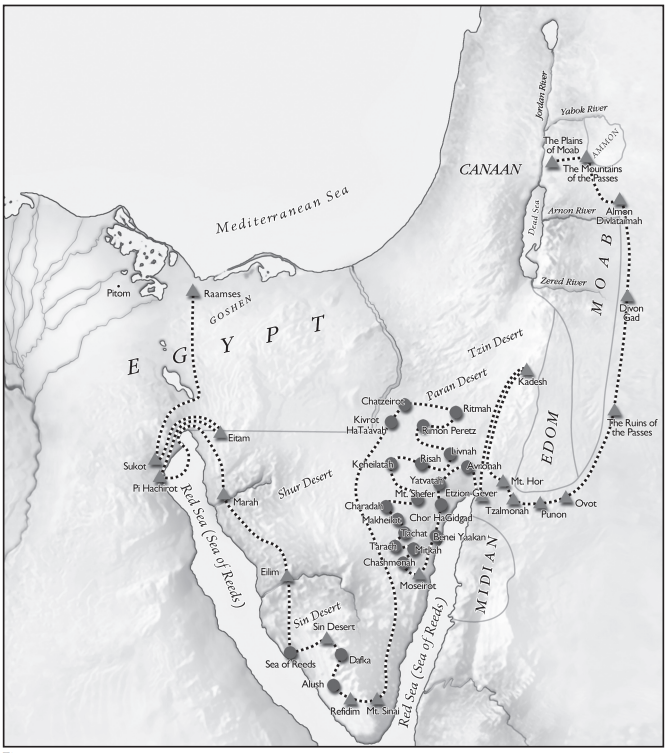 Jordan River
Yabok River
The Plains
of Moab
AMMON
The Mountains
of the Passes
CANAAN
Mediterranean Sea
Dead Sea
Arnon River
Almon
Divlataimah
MOAB
Zered River
Pitom
Raamses
GOSHEN
EGYPT
Divon
Gad
Tzin Desert
Kadesh
Paran Desert
Chatzeirot
Ritmah
Kivrot
HaTa'avah
Rimon Peretz
EDOM
The Ruins of
the Passes
Eitam
Livnah
Sukot
Keheilatah
Risah
Avronah
Pi Hachirot
Shur Desert
Yatvatah
Mt. Hor
Marah
Mt. Shefer
Etzion Gever
Ovot
Tzalmonah
Punon
Charadah
Makheilot
Chor HaGidgad
Tachat
Benei Yaakan
Tarach
Mitkah
Chashmonah
Moseirot
MIDIAN
Red Sea (Sea of Reeds)
Eilim
Sin Desert
Sin Desert
Sea of Reeds
Dafka
Alush
Refidim
Mt. Sinai
Red Sea (Sea of Reeds)